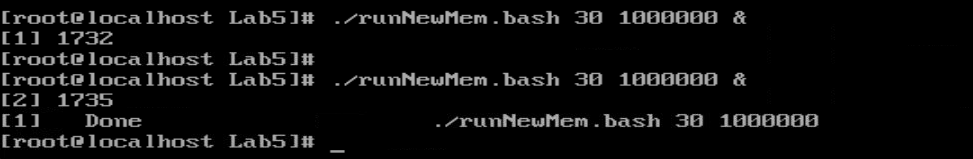 [root@localhost Lab5]# ./runNewMem.bash 30 1000000 &
[1] 1732
[root@localhost Lab5]#
[root@localhost Lab5]# ./runNewMem.bash 30 1000000 &
[2] 1735
[1]   Done                    ./runNewMem.bash 30 1000000
[root@localhost Lab5]# _